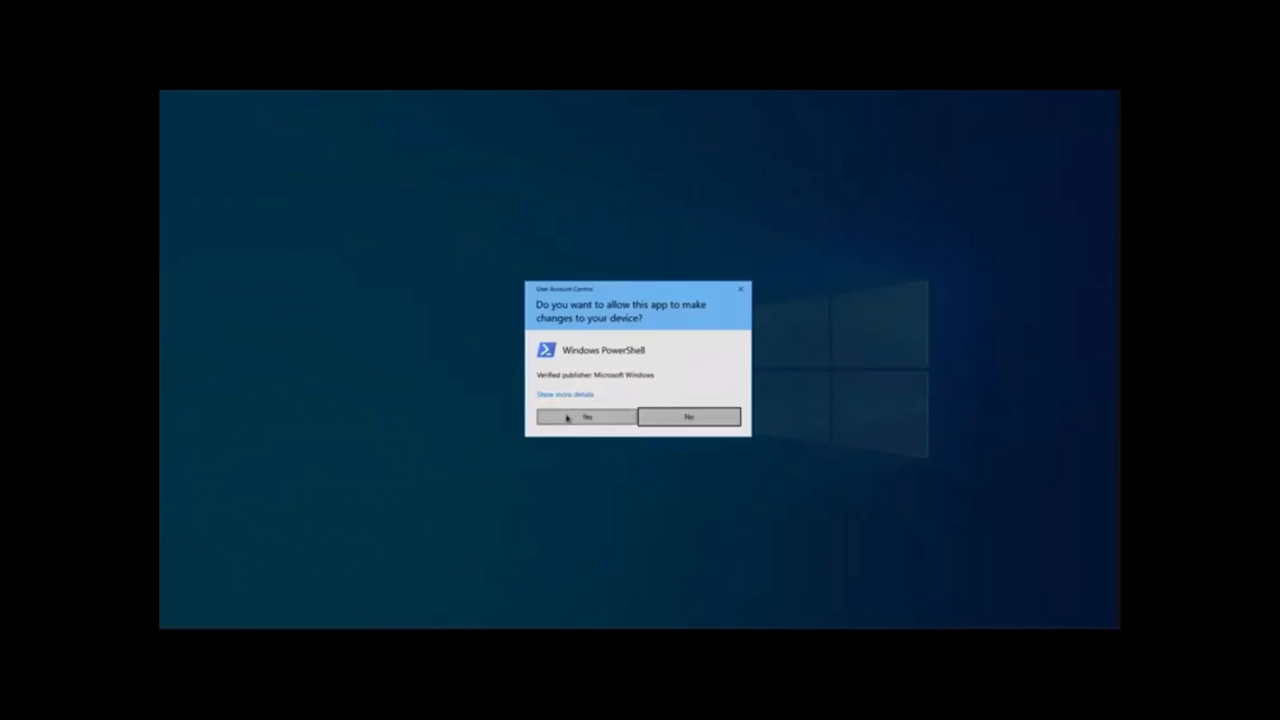 User Account Control
Do you want to allow this app to make
changes to your device?
Windows PowerShell
Verified publisher: Microsoft Windows
Show more details
Yes
No